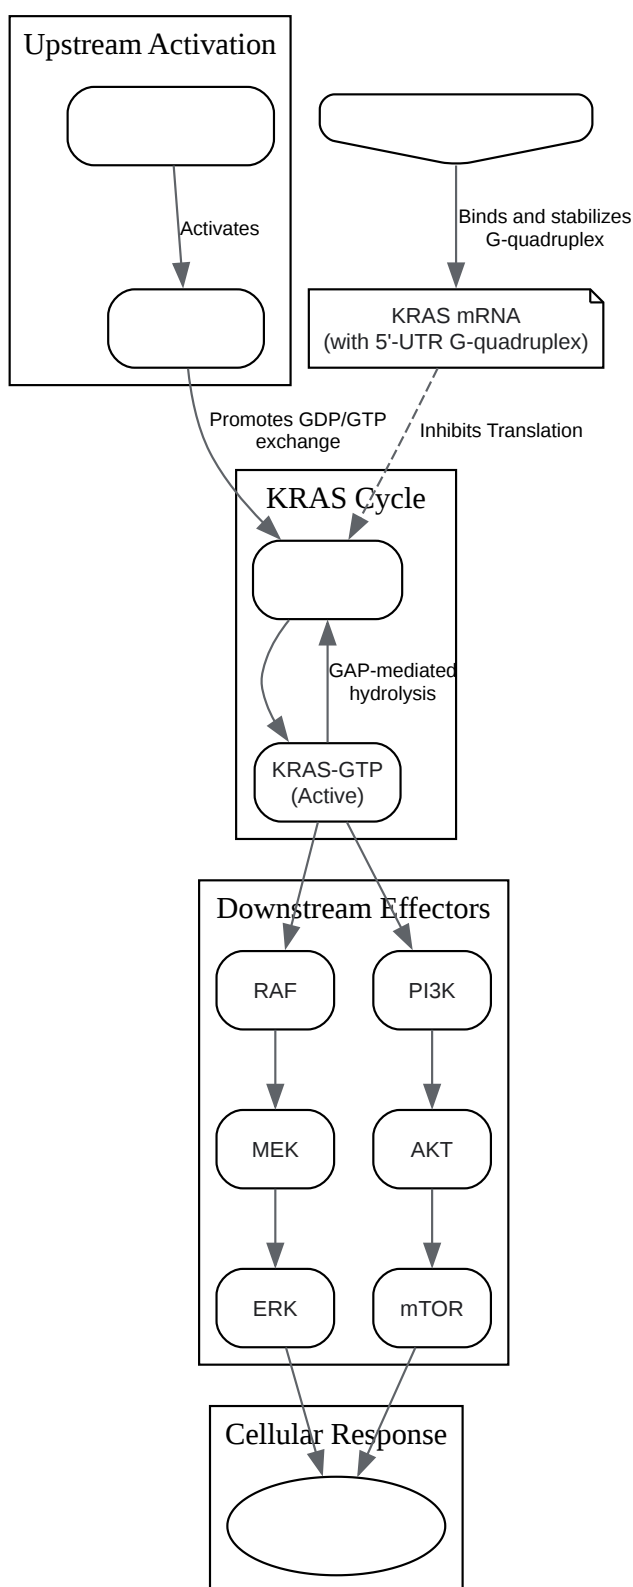 Upstream Activation
Activates
Binds and stabilizes
G-quadruplex
KRAS mRNA
(with 5'-UTR G-quadruplex)
Promotes GDP/GTP
exchange
Inhibits Translation
KRAS Cycle
GAP-mediated
hydrolysis
KRAS-GTP
(Active)
Downstream Effectors
RAF
PI3K
MEK
AKT
ERK
mTOR
Cellular Response